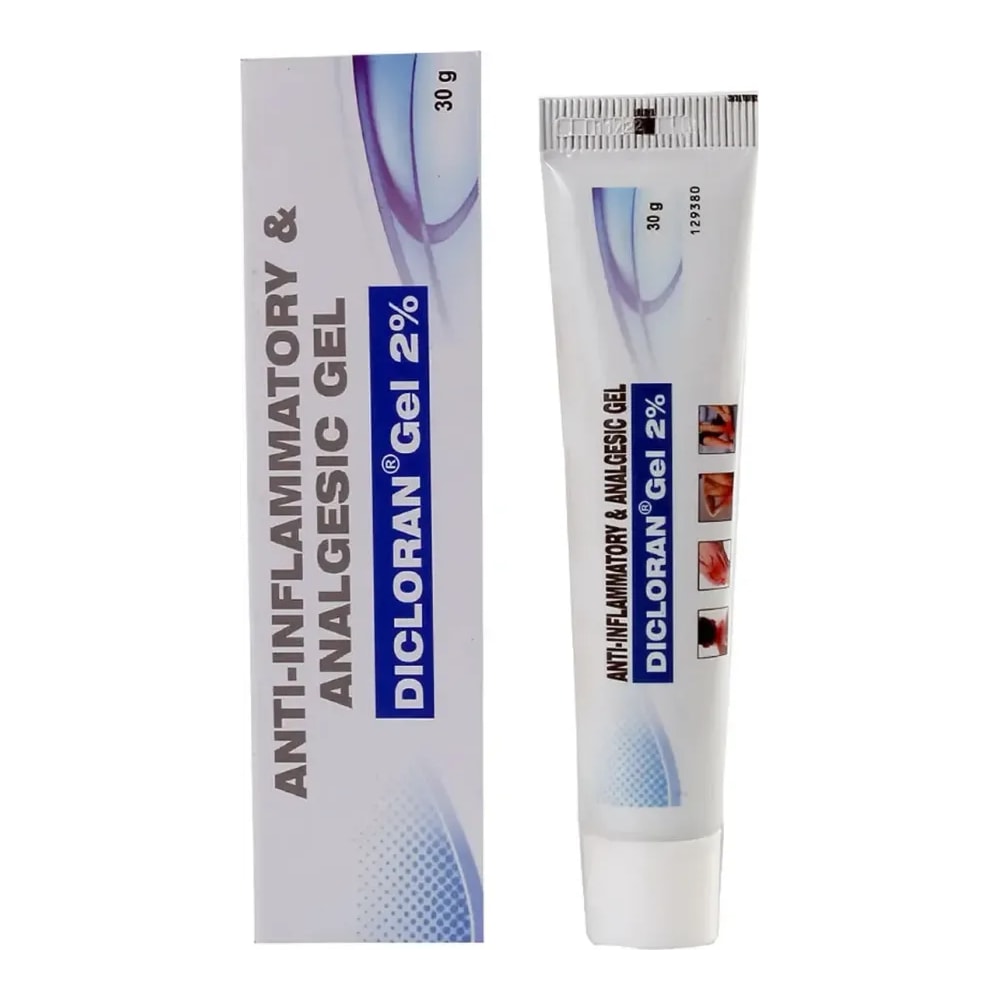 ANTI-INFLAMMATORY &
ANALGESIC GEL
DICLORAN® Gel 2%
30 g
ANTI-INFLAMMATORY & ANALGESIC GEL
DICLORAN® Gel 2%
30 g
129380